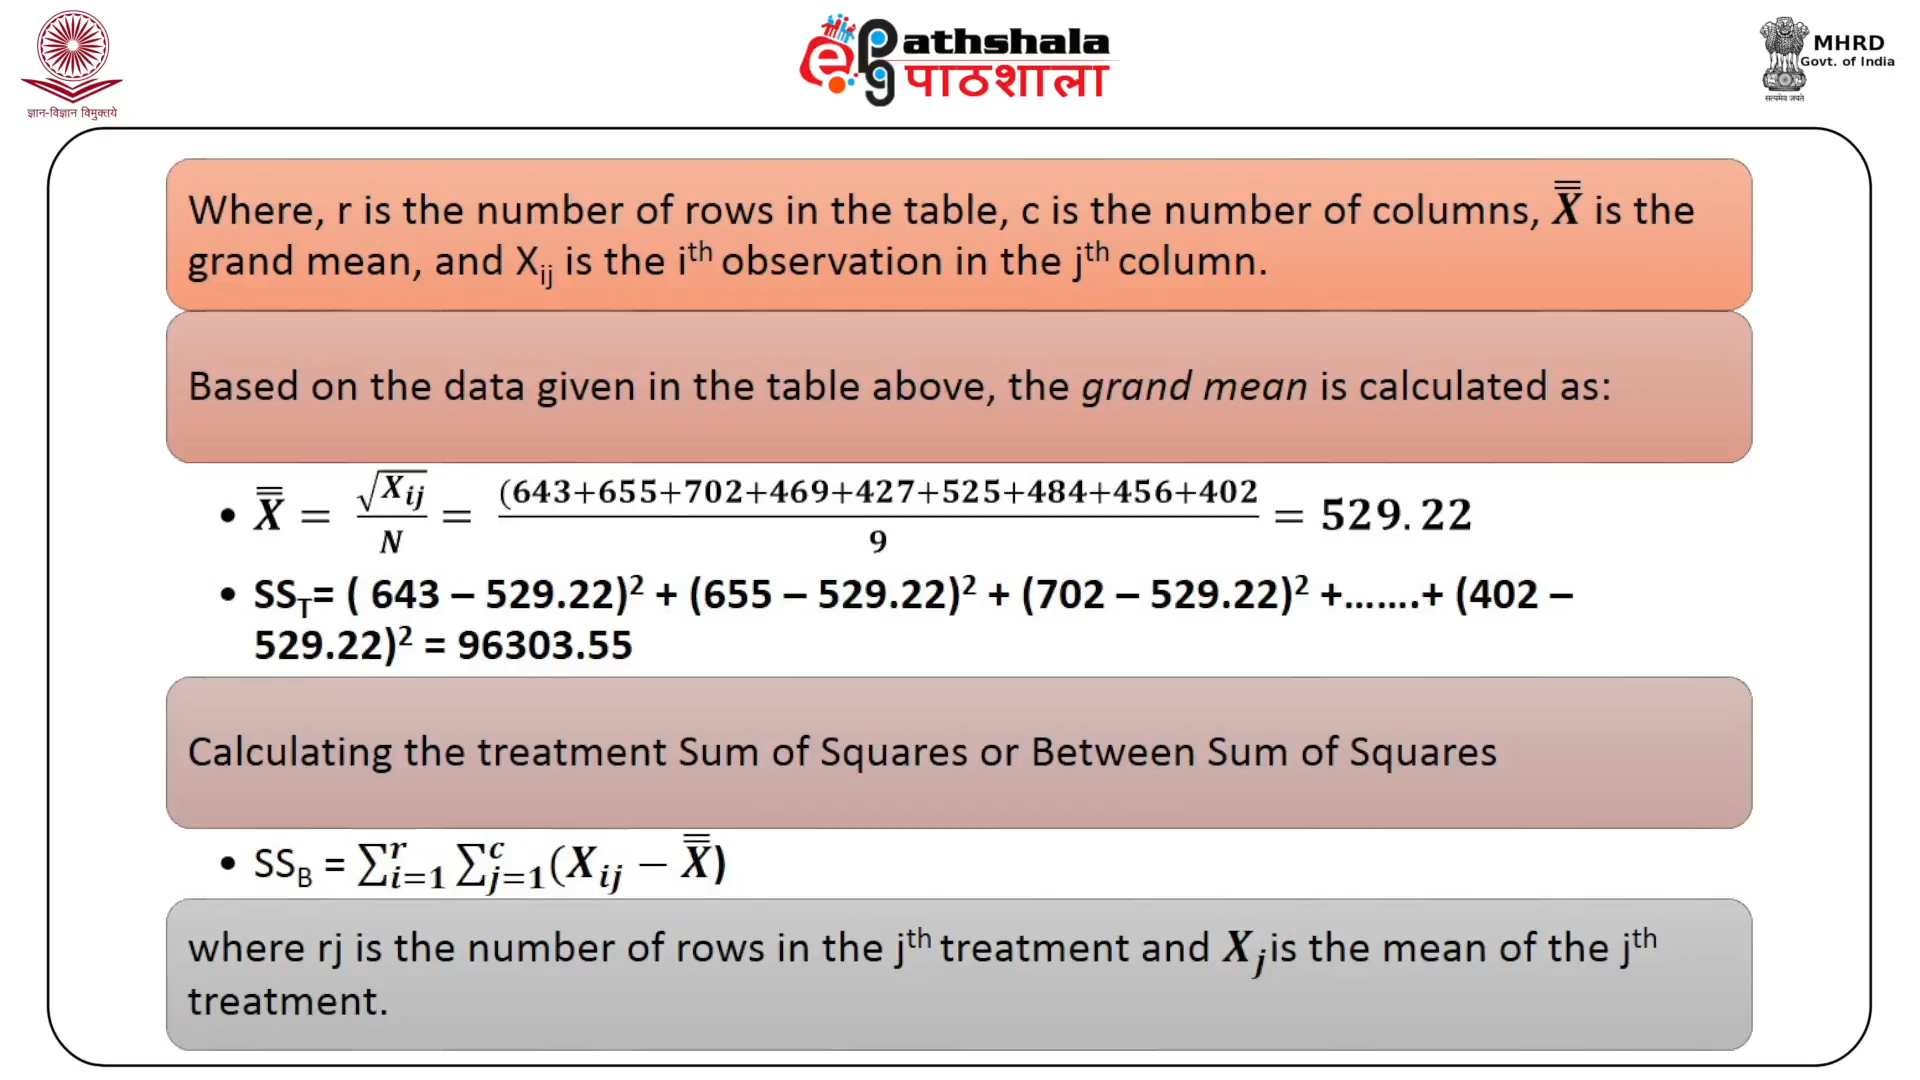 ज्ञान-विज्ञान विमुक्तये
e PG athshala
पाठशाला
MHRD
Govt. of India
सत्यमेव जयते
Where, r is the number of rows in the table, c is the number of columns, X̿ is the
grand mean, and Xij is the ith observation in the jth column.
Based on the data given in the table above, the grand mean is calculated as:
• X̿ = √Xij / N = (643+655+702+469+427+525+484+456+402 / 9 = 529.22
• SST= ( 643 – 529.22)² + (655 – 529.22)² + (702 – 529.22)² +…….+ (402 –
529.22)² = 96303.55
Calculating the treatment Sum of Squares or Between Sum of Squares
• SSB = ∑ʳᵢ₌₁ ∑ᶜⱼ₌₁(Xij − X̿)
where rj is the number of rows in the jth treatment and Xj is the mean of the jth
treatment.